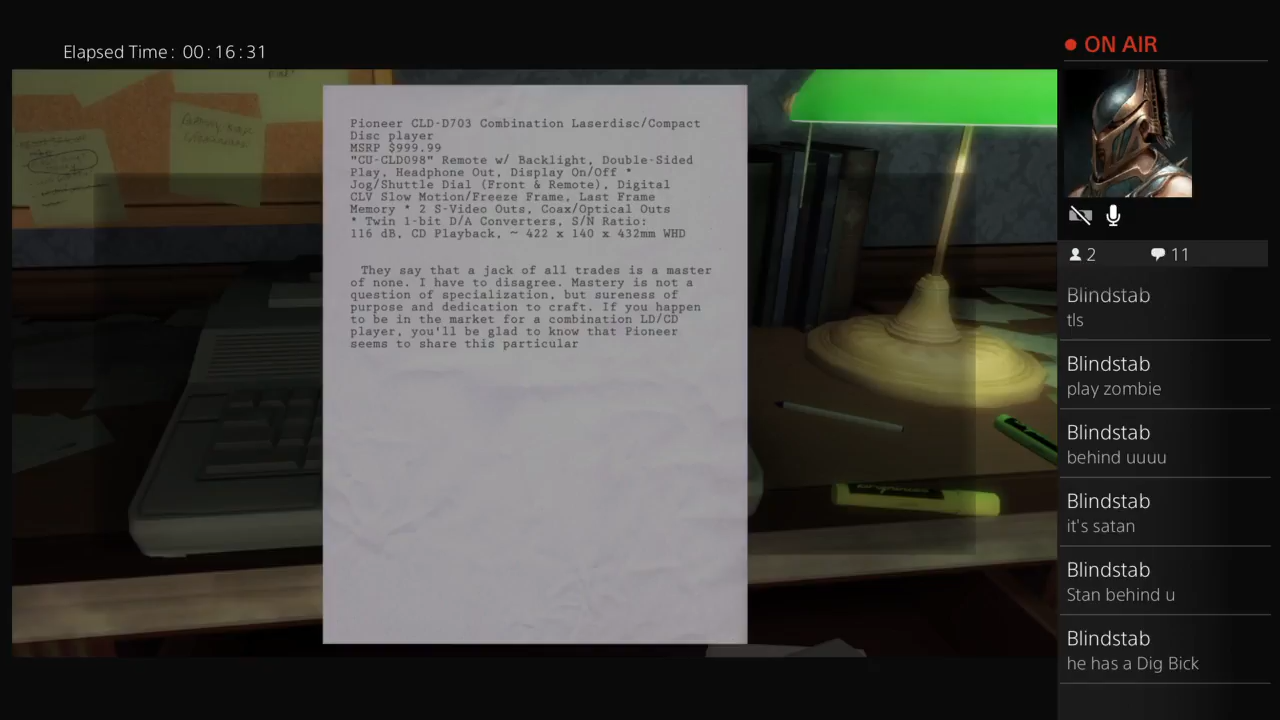 Elapsed Time: 00:16:31
ON AIR
Pioneer CLD-D703 Combination Laserdisc/Compact
Disc player
MSRP $999.99
"CU-CLD098" Remote w/ Backlight, Double-Sided
Play, Headphone Out, Display On/Off *
Jog/Shuttle Dial (Front & Remote), Digital
CLV Slow Motion/Freeze Frame, Last Frame
Memory * 2 S-Video Outs, Coax/Optical Outs
* Twin 1-bit D/A Converters, S/N Ratio:
116 dB, CD Playback, ~ 422 x 140 x 432mm WHD
They say that a jack of all trades is a master
of none. I have to disagree. Mastery is not a
question of specialization, but sureness of
purpose and dedication to craft. If you happen
to be in the market for a combination LD/CD
player, you'll be glad to know that Pioneer
seems to share this particular
2 11
Blindstab
tls
Blindstab
play zombie
Blindstab
behind uuuu
Blindstab
it's satan
Blindstab
Stan behind u
Blindstab
he has a Dig Bick